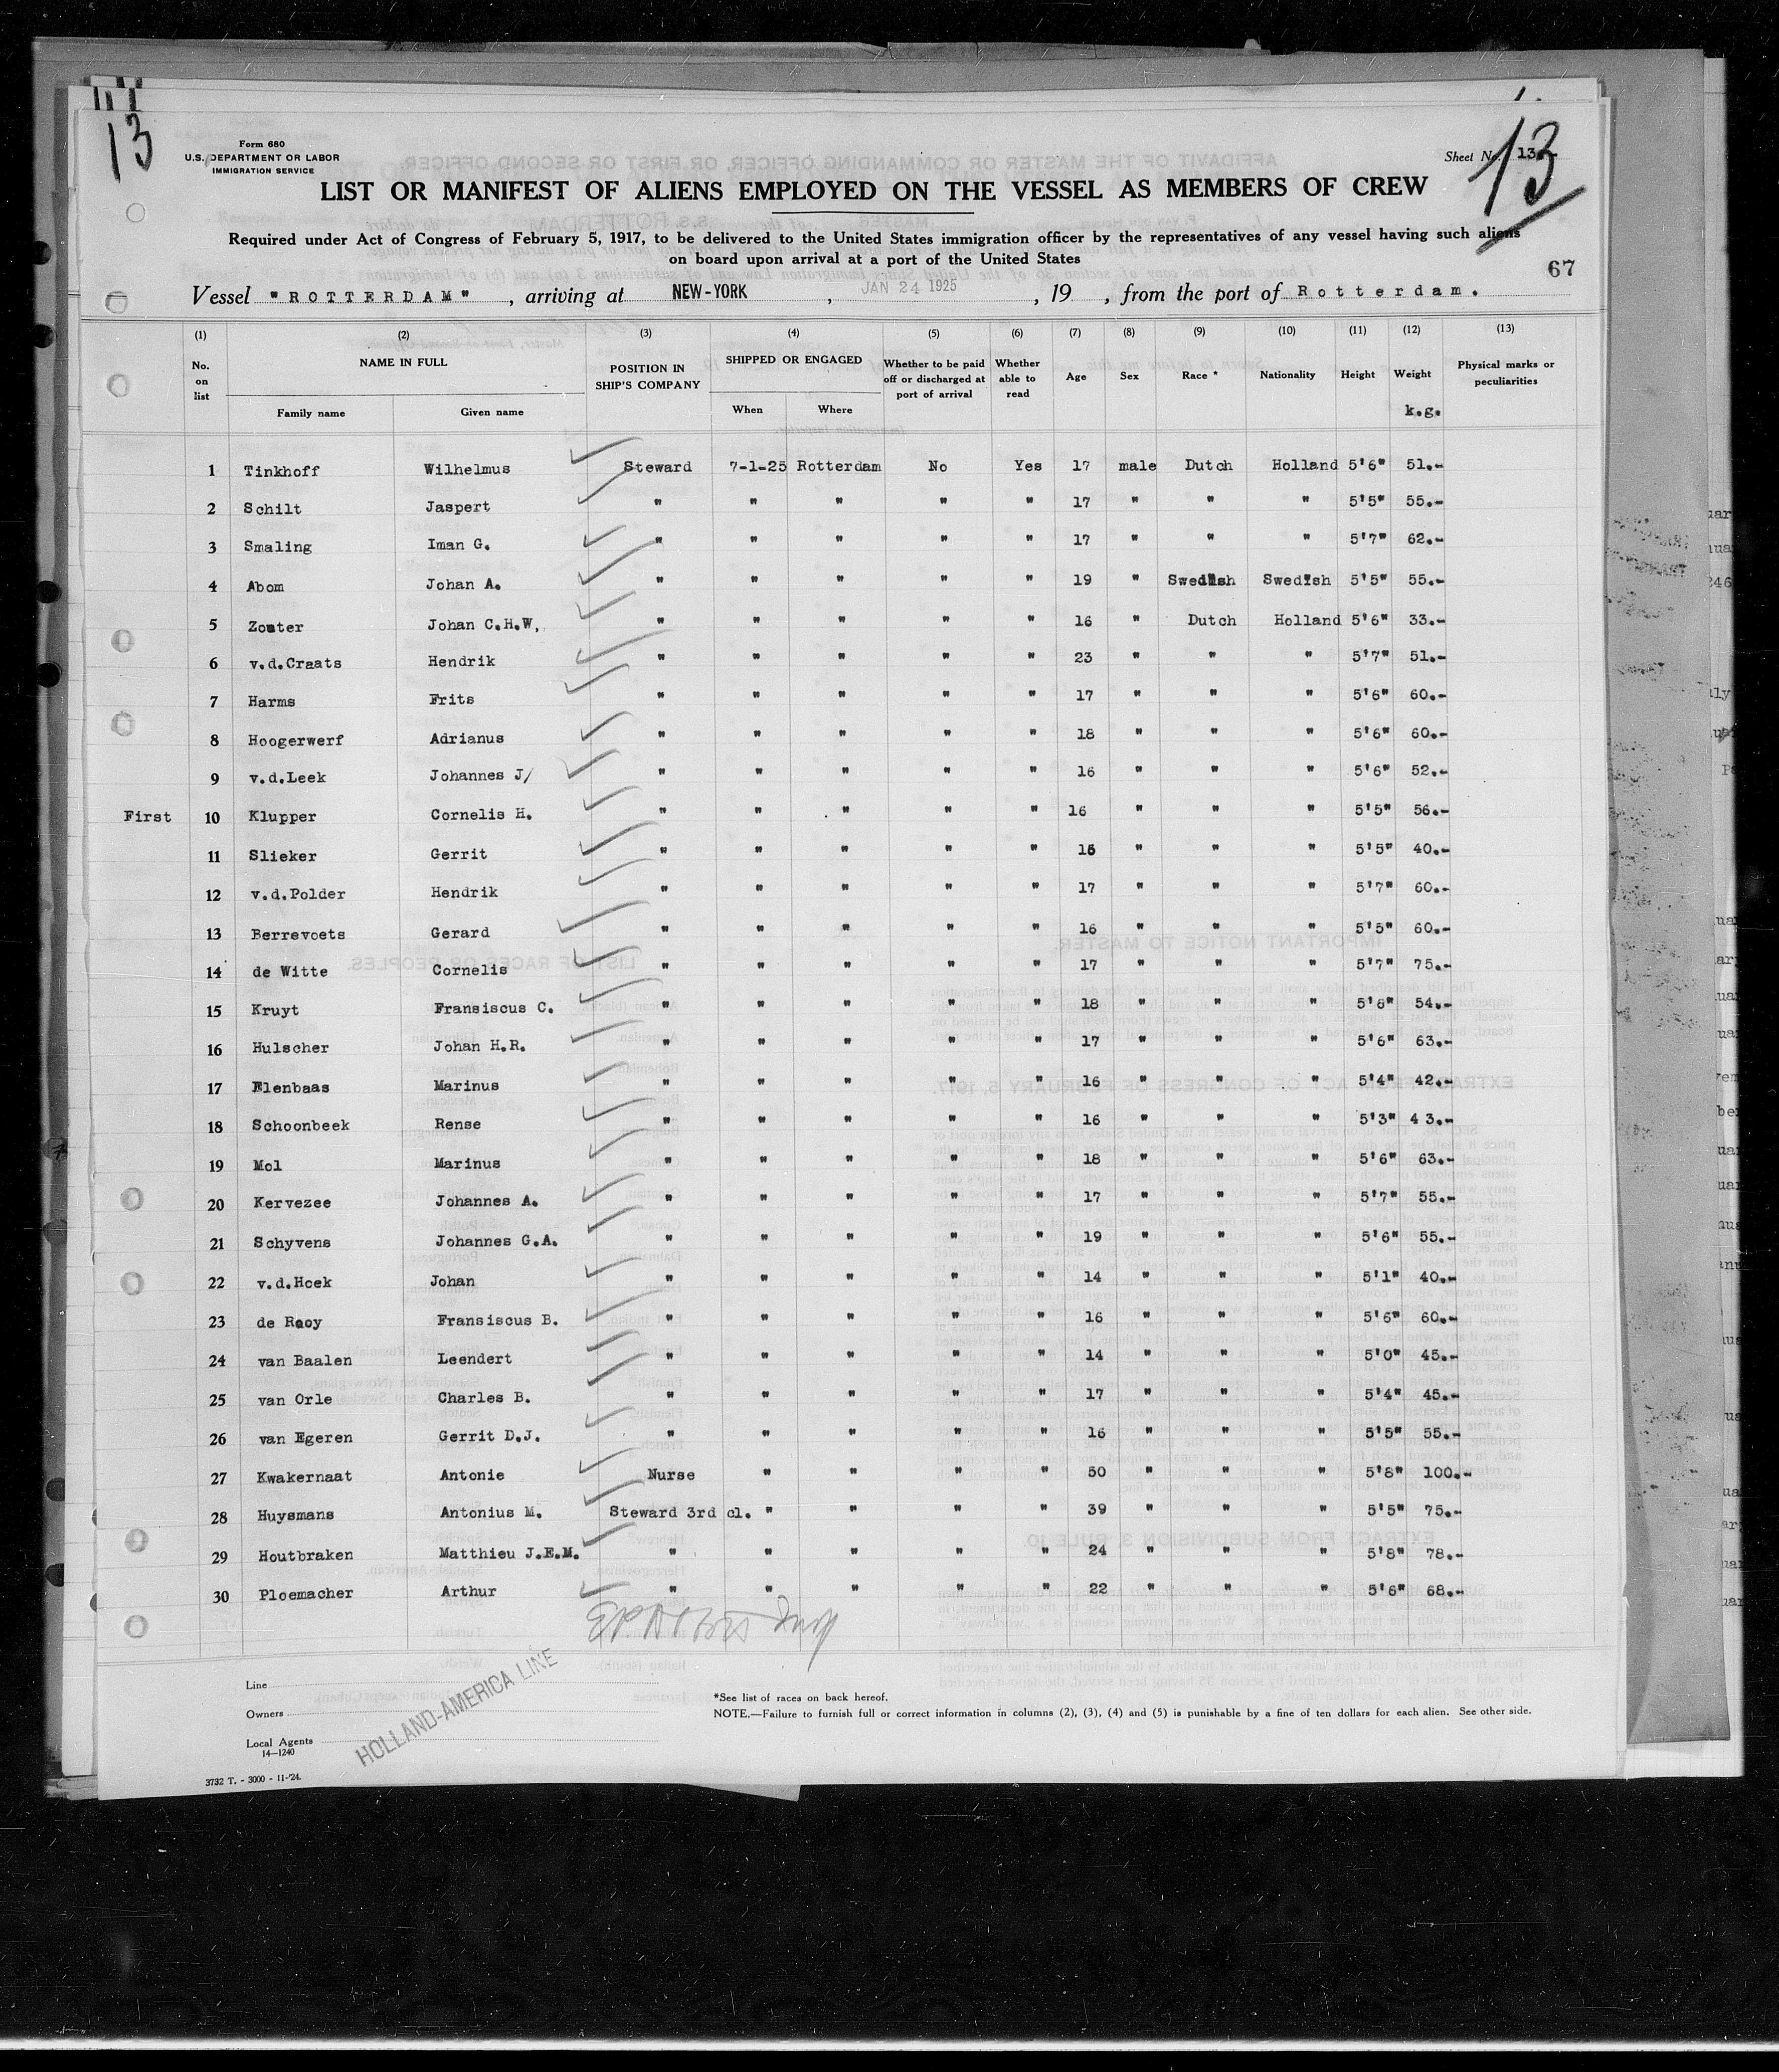 13
Form 680
U.S. DEPARTMENT OR LABOR
IMMIGRATION SERVICE
Sheet No. 13.
13
LIST OR MANIFEST OF ALIENS EMPLOYED ON THE VESSEL AS MEMBERS OF CREW
Required under Act of Congress of February 5, 1917, to be delivered to the United States immigration officer by the representatives of any vessel having such aliens
on board upon arrival at a port of the United States
67
Vessel "ROTTERDAM", arriving at NEW-YORK, JAN 24 1925, 19 , from the port of Rotterdam.
(1) (2) (3) (4) (5) (6) (7) (8) (9) (10) (11) (12) (13)
No. on list NAME IN FULL Family name Given name POSITION IN SHIP'S COMPANY SHIPPED OR ENGAGED When Where Whether to be paid off or discharged at port of arrival Whether able to read Age Sex Race * Nationality Height Weight k.g. Physical marks or peculiarities
1 Tinkhoff Wilhelmus Steward 7-1-25 Rotterdam No Yes 17 male Dutch Holland 5'6" 51.-
2 Schilt Jaspert " " " " " 17 " " " 5'5" 55.-
3 Smaling Iman G. " " " " " 17 " " " 5'7" 62.-
4 Abom Johan A. " " " " " 19 " Swedish Swedish 5'5" 55.-
5 Zouter Johan C.H.W. " " " " " 16 " Dutch Holland 5'6" 33.-
6 v.d.Craats Hendrik " " " " " 23 " " " 5'7" 51.-
7 Harms Frits " " " " " 17 " " " 5'6" 60.-
8 Hoogerwerf Adrianus " " " " " 18 " " " 5'6" 60.-
9 v.d.Leek Johannes J/ " " " " " 16 " " " 5'6" 52.-
First 10 Klupper Cornelis H. " " " " " 16 " " " 5'5" 56.-
11 Slieker Gerrit " " " " " 15 " " " 5'5" 40.-
12 v.d.Polder Hendrik " " " " " 17 " " " 5'7" 60.-
13 Berrevoets Gerard " " " " " 16 " " " 5'5" 60.-
14 de Witte Cornelis " " " " " 17 " " " 5'7" 75.-
15 Kruyt Fransiscus C. " " " " " 18 " " " 5'6" 54.-
16 Hulscher Johan H.R. " " " " " 17 " " " 5'6" 63.-
17 Elenbaas Marinus " " " " " 16 " " " 5'4" 42.-
18 Schoonbeek Rense " " " " " 16 " " " 5'3" 43.-
19 Mol Marinus " " " " " 18 " " " 5'6" 63.-
20 Kervezee Johannes A. " " " " " 17 " " " 5'7" 55.-
21 Schyvens Johannes G.A. " " " " " 19 " " " 5'6" 55.-
22 v.d.Hoek Johan " " " " " 14 " " " 5'1" 40.-
23 de Rooy Fransiscus B. " " " " " 16 " " " 5'6" 60.-
24 van Baalen Leendert " " " " " 14 " " " 5'0" 45.-
25 van Orle Charles B. " " " " " 17 " " " 5'4" 45.-
26 van Egeren Gerrit D.J. " " " " " 16 " " " 5'5" 55.-
27 Kwakernaat Antonie Nurse " " " " 50 " " " 5'8" 100.-
28 Huysmans Antonius M. Steward 3rd cl. " " " " 39 " " " 5'5" 75.-
29 Houtbraken Matthieu J.E.M. " " " " " 24 " " " 5'8" 78.-
30 Ploemacher Arthur " " " " " 22 " " " 5'6" 68.-
Line
Owners
Local Agents
14—1240
HOLLAND-AMERICA LINE
*See list of races on back hereof.
NOTE.—Failure to furnish full or correct information in columns (2), (3), (4) and (5) is punishable by a fine of ten dollars for each alien. See other side.
3732 T. - 3000 - 11-'24.